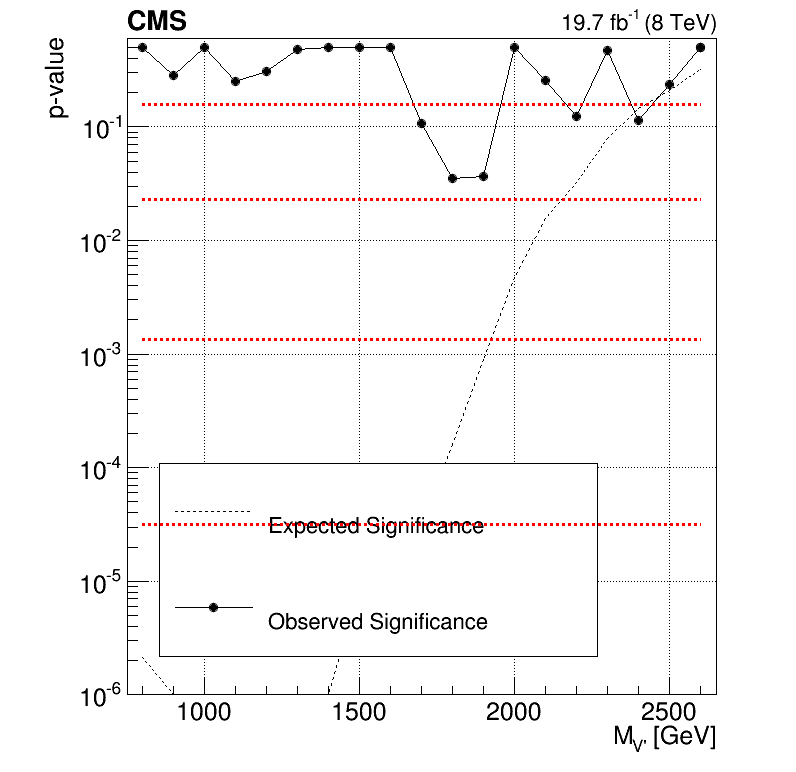 CMS
19.7 fb⁻¹ (8 TeV)
p-value
10⁻¹
10⁻²
10⁻³
10⁻⁴
Expected Significance
10⁻⁵
Observed Significance
10⁻⁶
1000 1500 2000 2500
M_V' [GeV]